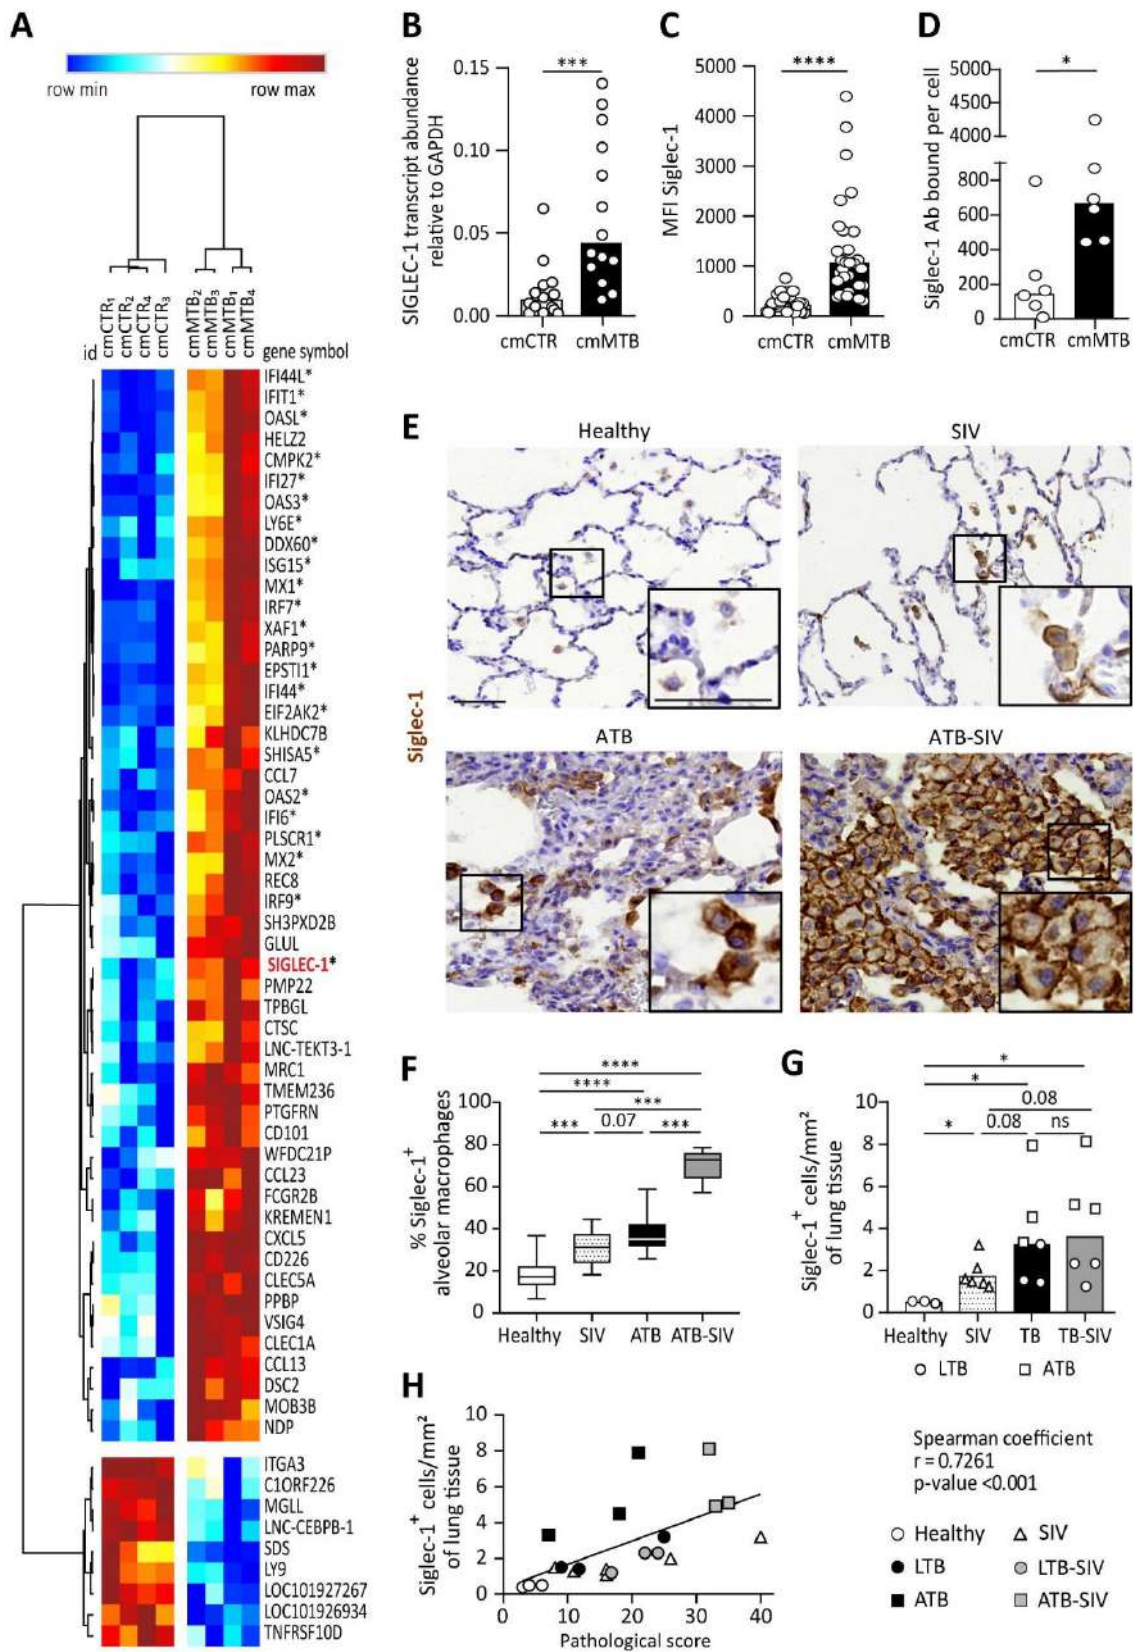 A
row min
row max
id
cmCTR₁
cmCTR₂
cmCTR₄
cmCTR₃
cmMTB₂
cmMTB₃
cmMTB₁
cmMTB₄
gene symbol
IFI44L*
IFIT1*
OASL*
HELZ2
CMPK2*
IFI27*
OAS3*
LY6E*
DDX60*
ISG15*
MX1*
IRF7*
XAF1*
PARP9*
EPSTI1*
IFI44*
EIF2AK2*
KLHDC7B
SHISA5*
CCL7
OAS2*
IFI6*
PLSCR1*
MX2*
REC8
IRF9*
SH3PXD2B
GLUL
SIGLEC-1*
PMP22
TPBGL
CTSC
LNC-TEKT3-1
MRC1
TMEM236
PTGFRN
CD101
WFDC21P
CCL23
FCGR2B
KREMEN1
CXCL5
CD226
CLEC5A
PPBP
VSIG4
CLEC1A
CCL13
DSC2
MOB3B
NDP
ITGA3
C1ORF226
MGLL
LNC-CEBPB-1
SDS
LY9
LOC101927267
LOC101926934
TNFRSF10D
B
SIGLEC-1 transcript abundance
relative to GAPDH
***
0.15
0.10
0.05
0.00
cmCTR
cmMTB
C
MFI Siglec-1
****
5000
4000
3000
2000
1000
0
cmCTR
cmMTB
D
Siglec-1 Ab bound per cell
*
5000
4500
4000
800
600
400
200
0
cmCTR
cmMTB
E
Siglec-1
Healthy
SIV
ATB
ATB-SIV
F
% Siglec-1⁺
alveolar macrophages
****
****
***
***
0.07
***
100
80
60
40
20
0
Healthy
SIV
ATB
ATB-SIV
G
Siglec-1⁺ cells/mm²
of lung tissue
*
*
0.08
*
0.08
ns
10
8
6
4
2
0
Healthy
SIV
TB
TB-SIV
LTB
ATB
H
Siglec-1⁺ cells/mm²
of lung tissue
10
8
6
4
2
0
0
10
20
30
40
Pathological score
Spearman coefficient
r = 0.7261
p-value <0.001
Healthy
SIV
LTB
LTB-SIV
ATB
ATB-SIV